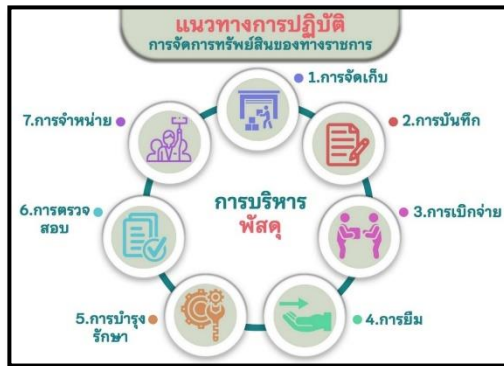 แนวทางการปฏิบัติ
การจัดการทรัพย์สินของทางราชการ
1.การจัดเก็บ
2.การบันทึก
3.การเบิกจ่าย
4.การยืม
5.การบำรุง
รักษา
6.การตรวจ
สอบ
7.การจำหน่าย
การบริหาร
พัสดุ